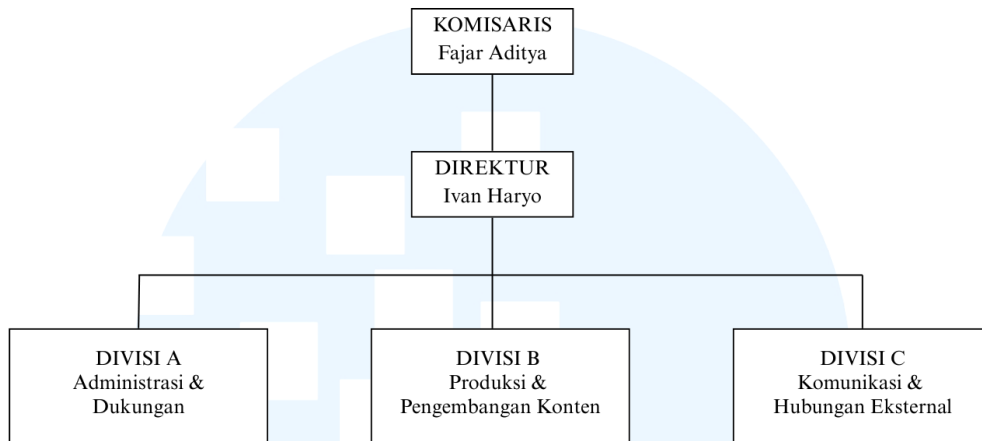 KOMISARIS
Fajar Aditya
DIREKTUR
Ivan Haryo
DIVISI A
Administrasi &
Dukungan
DIVISI B
Produksi &
Pengembangan Konten
DIVISI C
Komunikasi &
Hubungan Eksternal